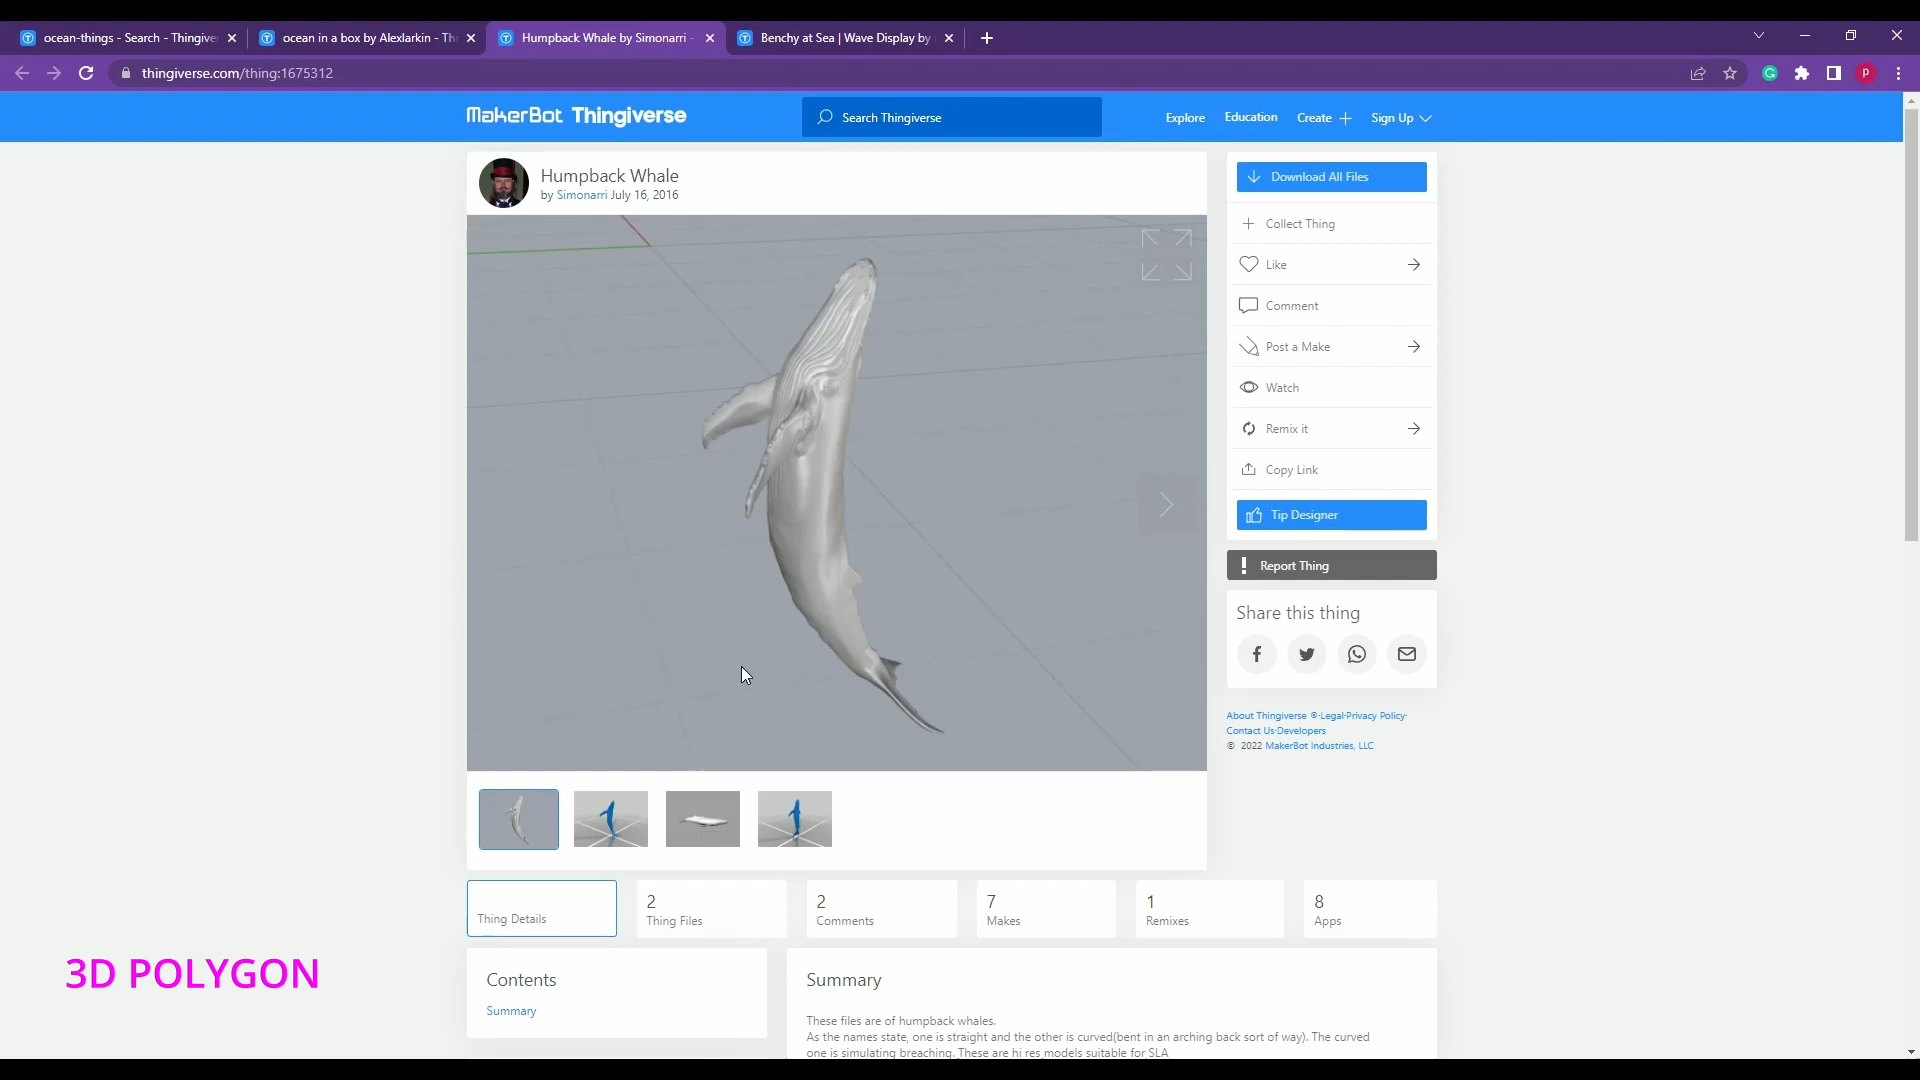 ocean-things - Search - Thingive
ocean in a box by Alexlarkin - Th
Humpback Whale by Simonarri -
Benchy at Sea | Wave Display by
thingiverse.com/thing:1675312
P
MakerBot Thingiverse
Search Thingiverse
Explore
Education
Create
Sign Up
Humpback Whale
by Simonarri July 16, 2016
Download All Files
Collect Thing
Like
Comment
Post a Make
Watch
Remix it
Copy Link
Tip Designer
Report Thing
Share this thing
About Thingiverse ®·Legal·Privacy Policy·
Contact Us·Developers
© 2022 MakerBot Industries, LLC
Thing Details
2
Thing Files
2
Comments
7
Makes
1
Remixes
8
Apps
3D POLYGON
Contents
Summary
Summary
These files are of humpback whales.
As the names state, one is straight and the other is curved(bent in an arching back sort of way). The curved
one is simulating breaching. These are hi res models suitable for SLA